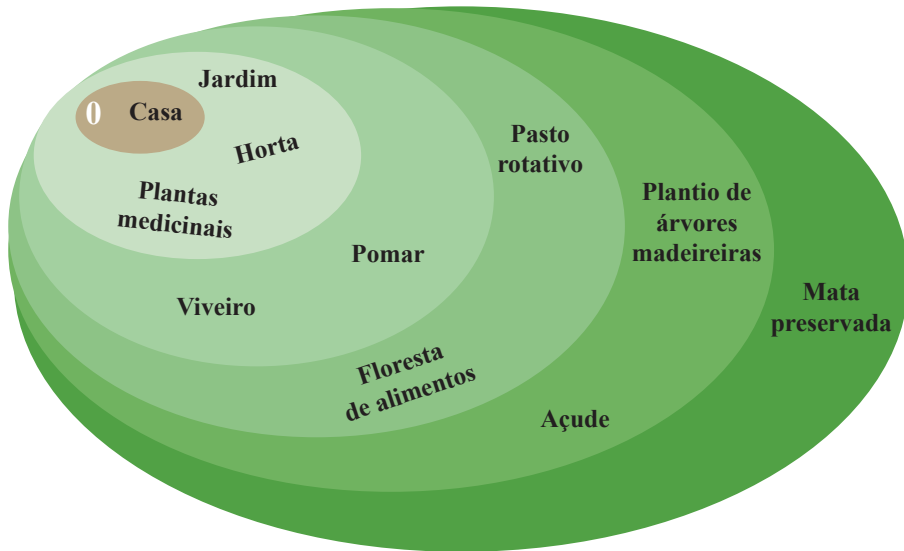 Jardim
0 Casa
Horta
Plantas
medicinais
Pomar
Viveiro
Pasto
rotativo
Floresta
de alimentos
Plantio de
árvores
madeireiras
Açude
Mata
preservada